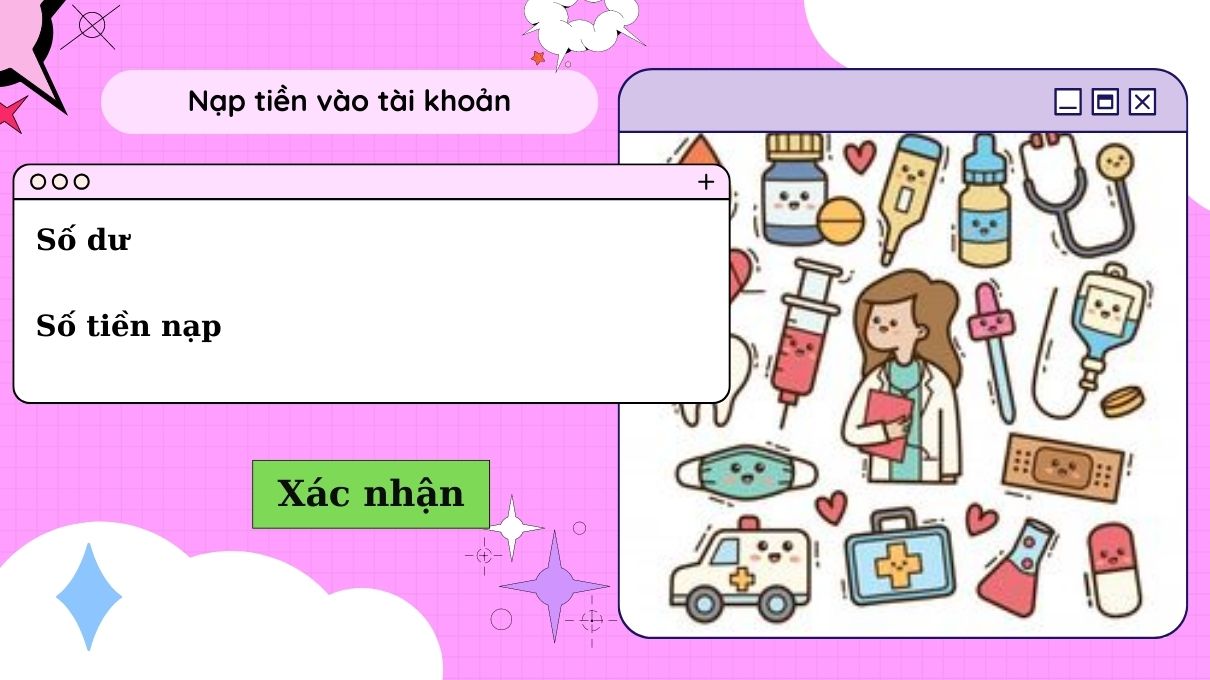 Nạp tiền vào tài khoản
Số dư
Số tiền nạp
Xác nhận